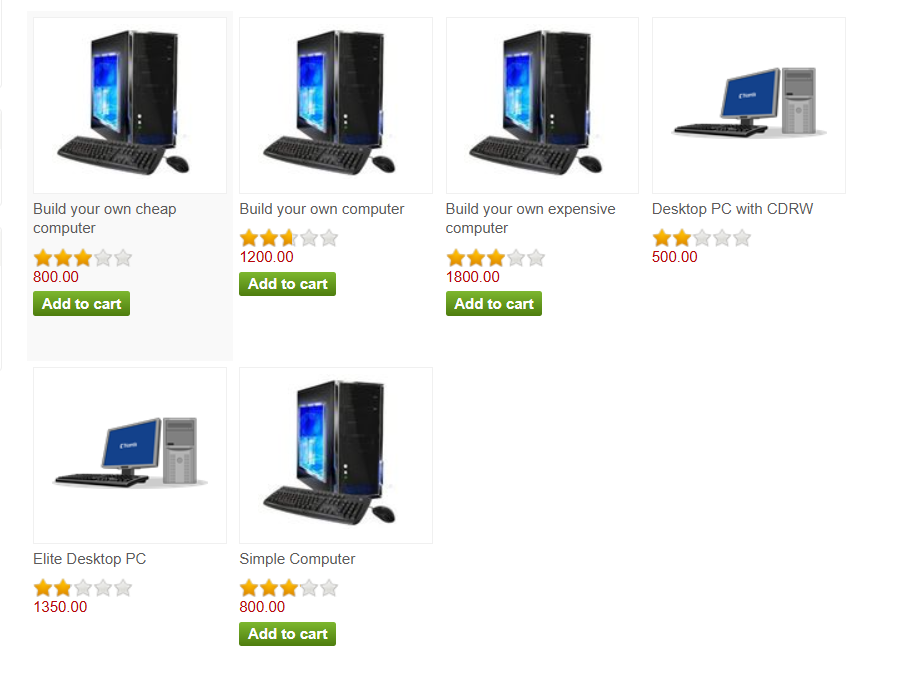 Build your own cheap
computer
800.00
Add to cart
Build your own computer
1200.00
Add to cart
Build your own expensive
computer
1800.00
Add to cart
Desktop PC with CDRW
500.00
Elite Desktop PC
1350.00
Simple Computer
800.00
Add to cart